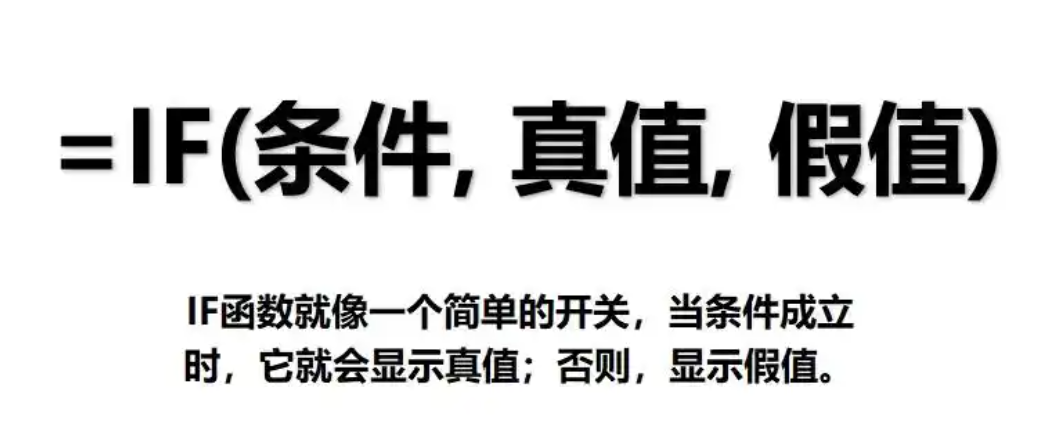 =IF(条件, 真值, 假值)
IF函数就像一个简单的开关，当条件成立
时，它就会显示真值；否则，显示假值。